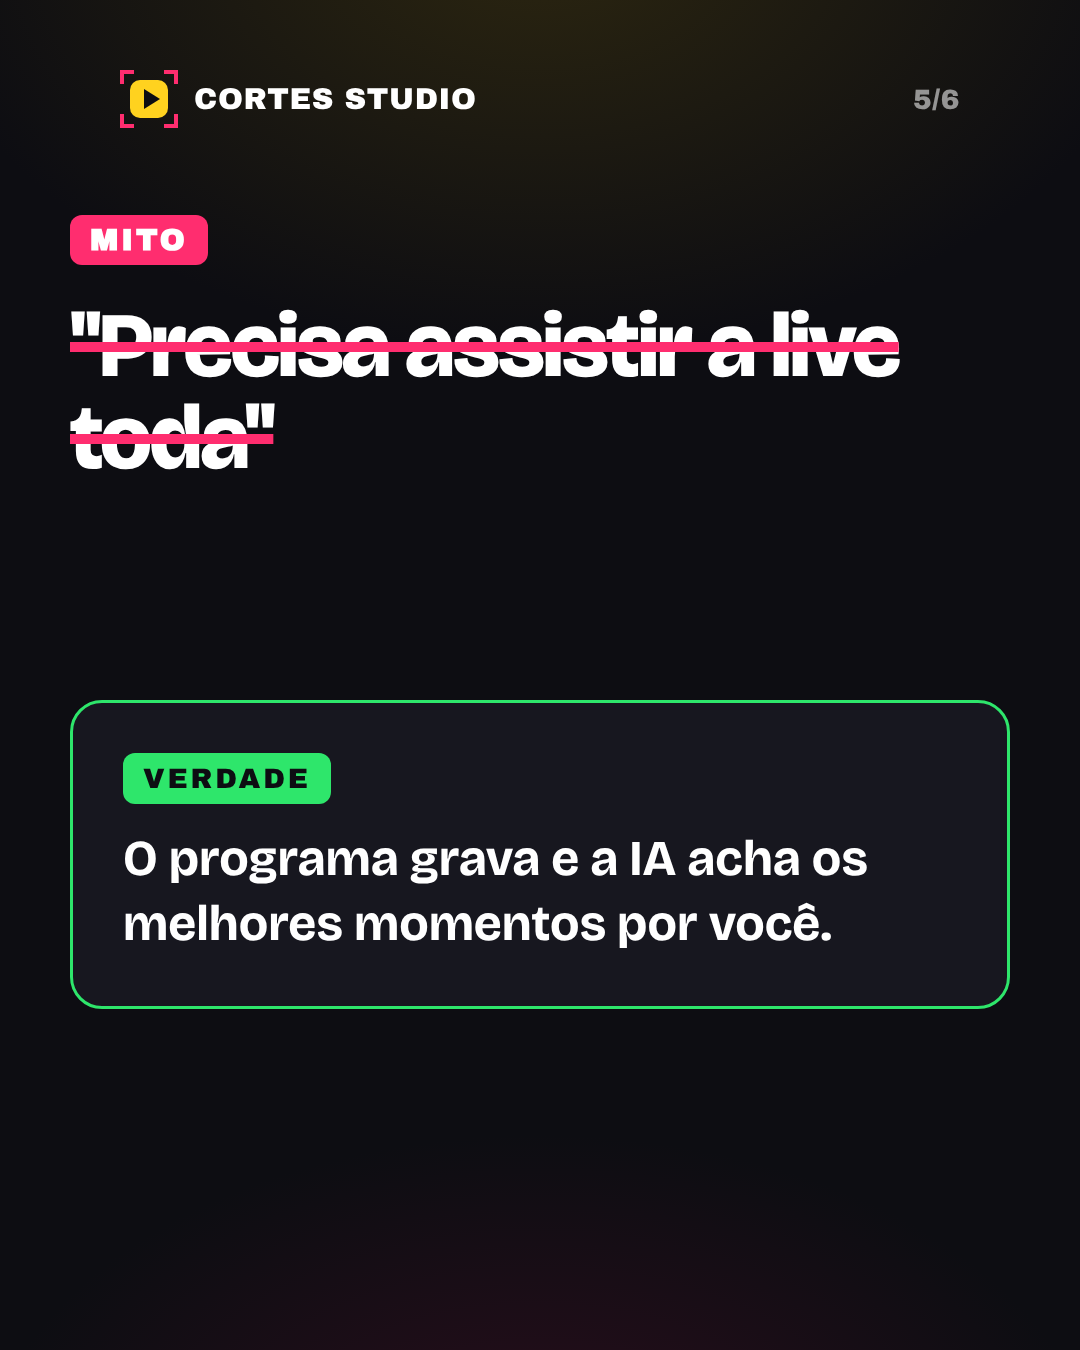 CORTES STUDIO
5/6
MITO
"Precisa assistir a live
toda"
VERDADE
O programa grava e a IA acha os
melhores momentos por você.